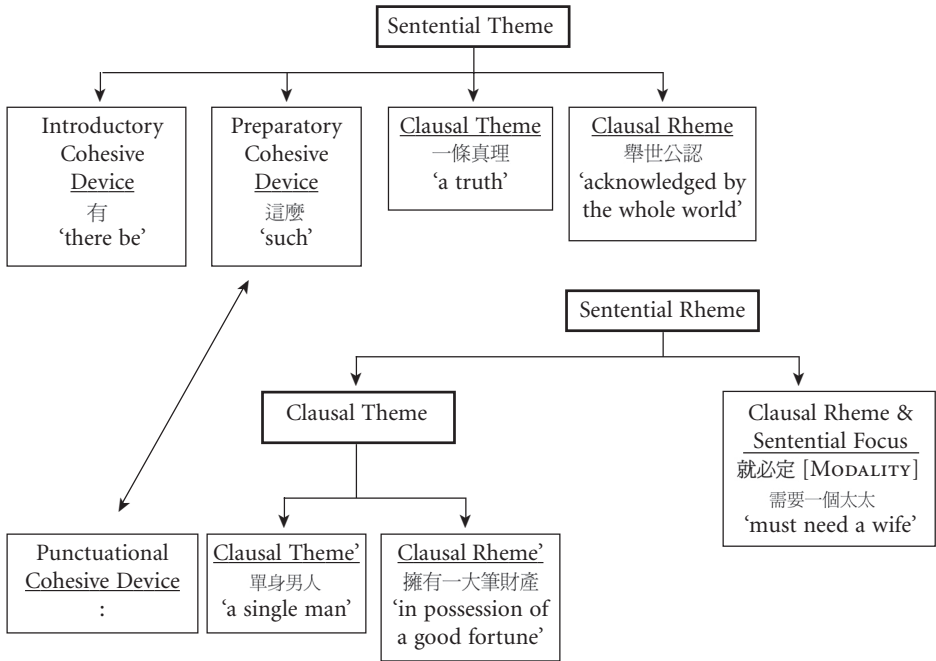 Sentential Theme
Introductory
Cohesive
Device
有
‘there be’
Preparatory
Cohesive
Device
這麼
‘such’
Clausal Theme
一條真理
‘a truth’
Clausal Rheme
舉世公認
‘acknowledged by
the whole world’
Sentential Rheme
Clausal Theme
Clausal Rheme &
Sentential Focus
就必定 [MODALITY]
需要一個太太
‘must need a wife’
Punctuational
Cohesive Device
:
Clausal Theme’
單身男人
‘a single man’
Clausal Rheme’
擁有一大筆財產
‘in possession of
a good fortune’